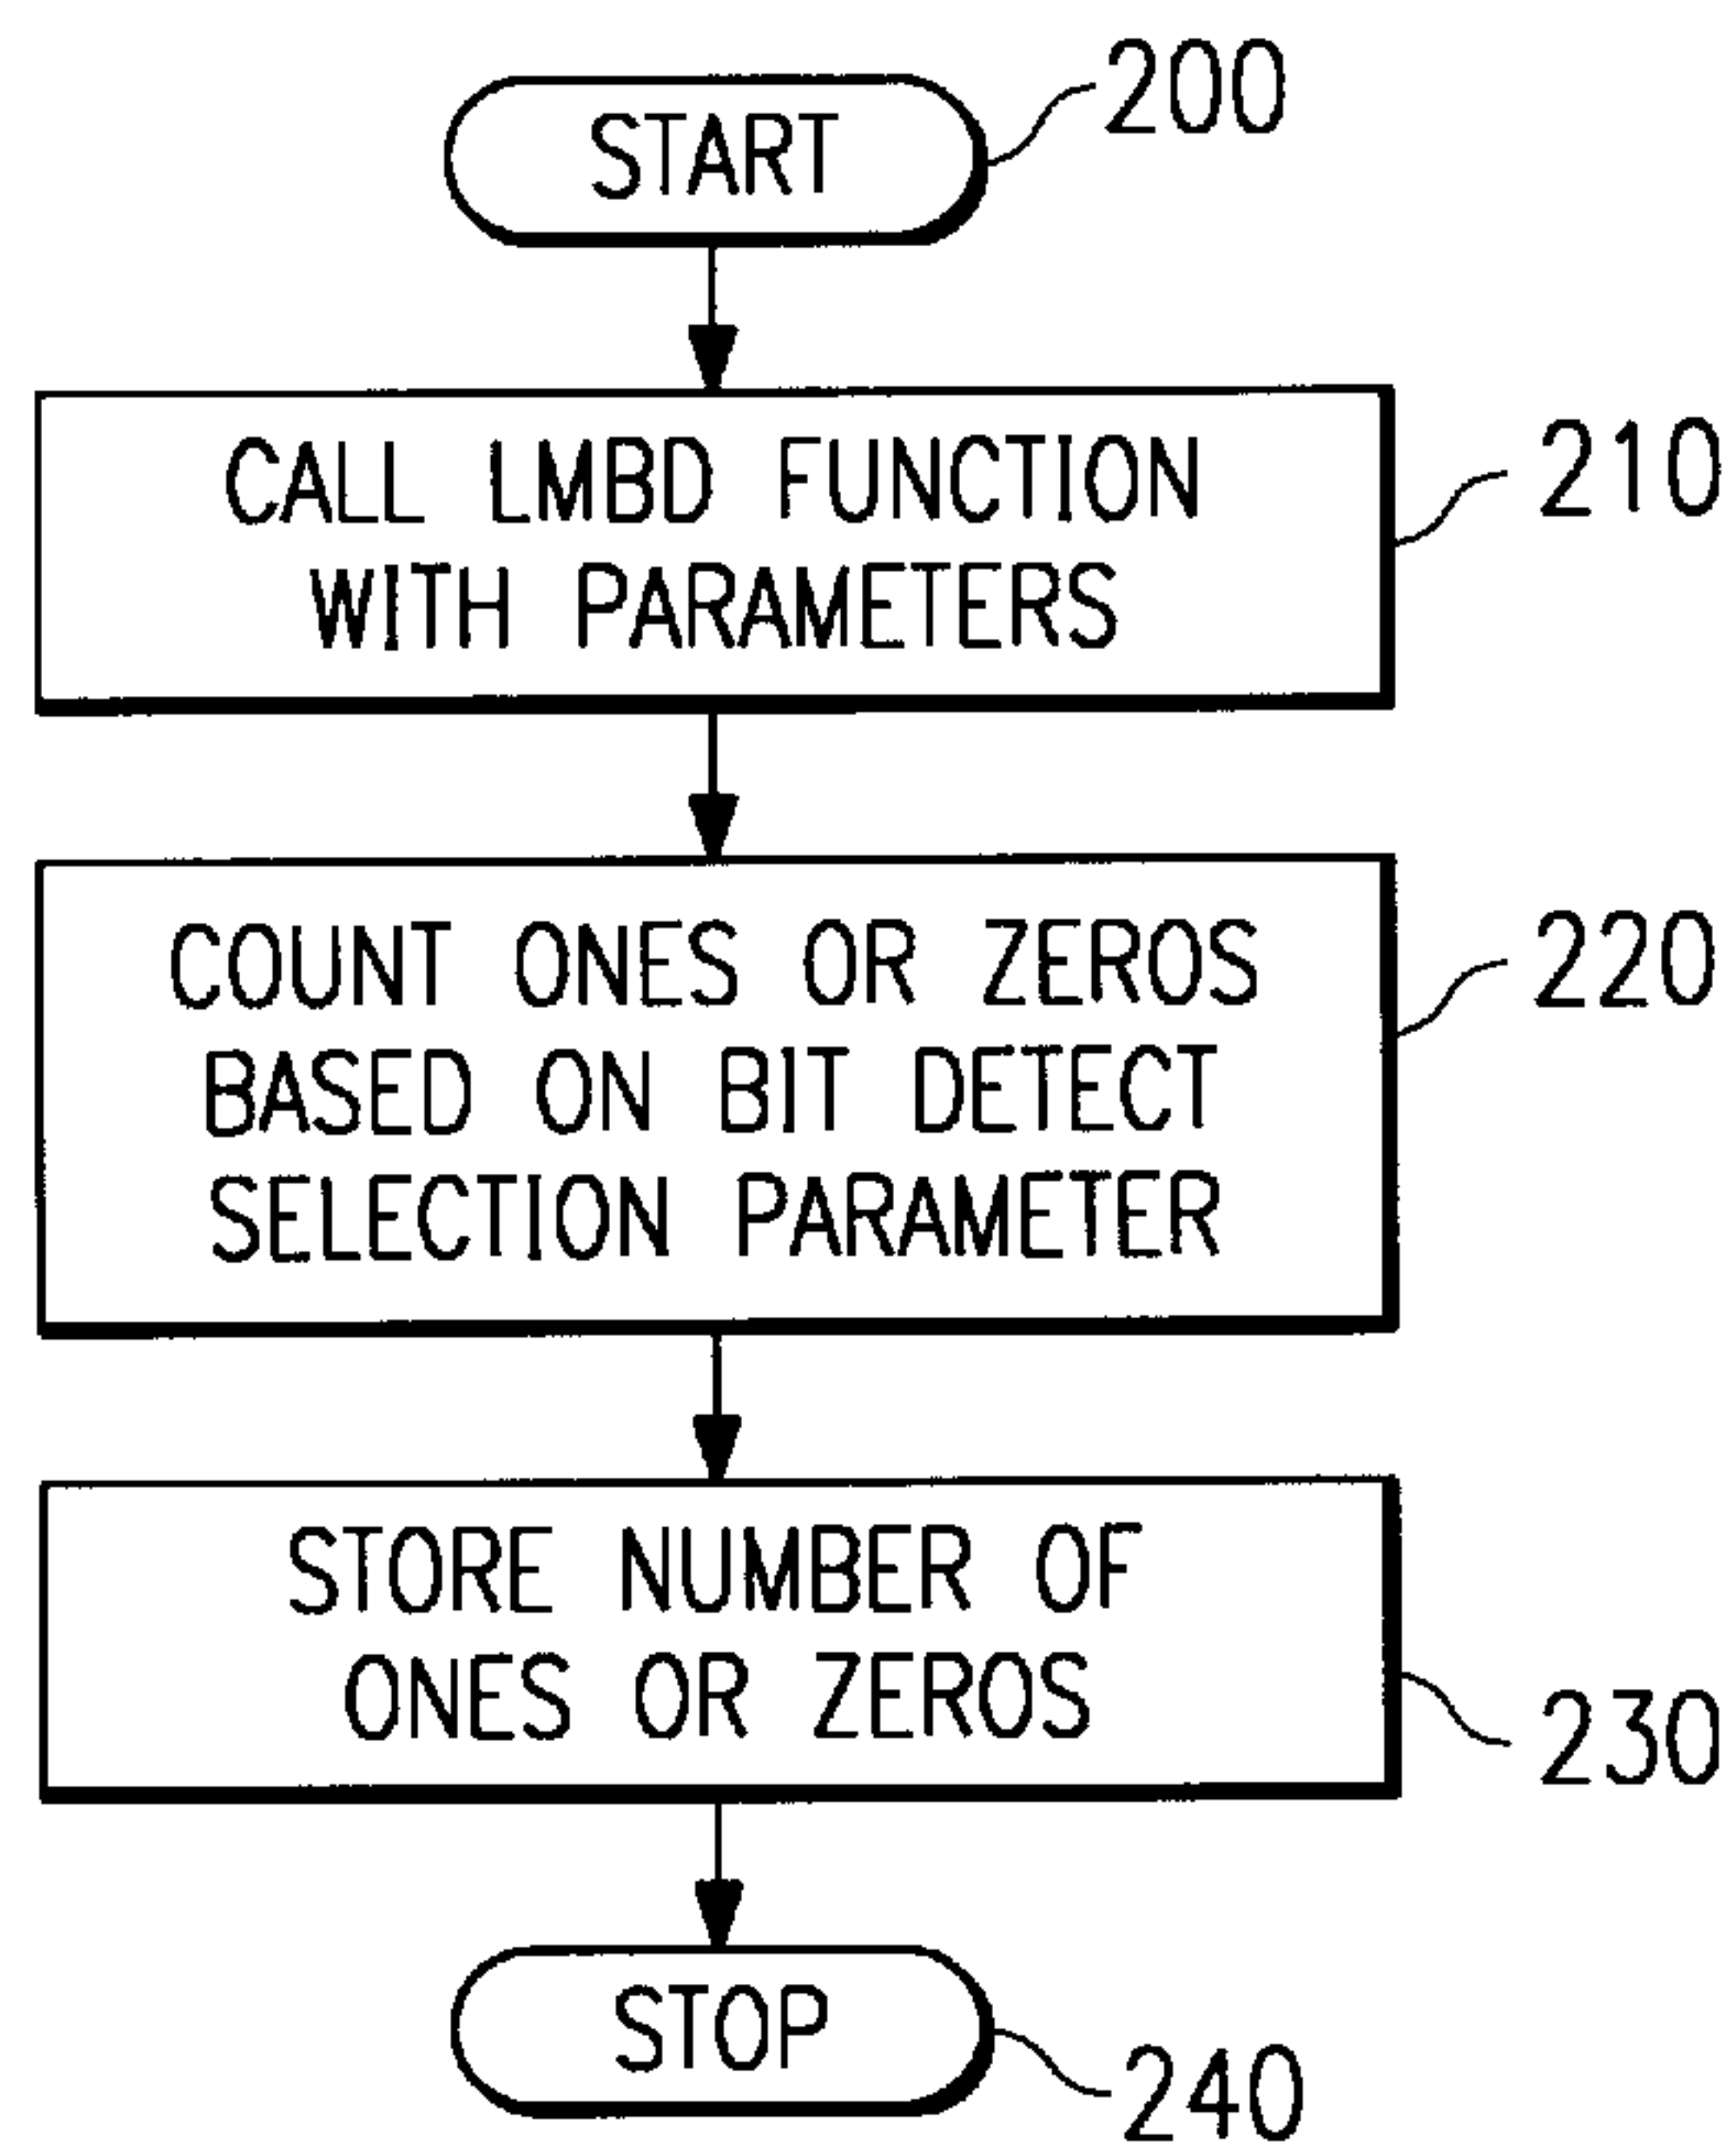 START
200
CALL LMBD FUNCTION
WITH PARAMETERS
210
COUNT ONES OR ZEROS
BASED ON BIT DETECT
SELECTION PARAMETER
220
STORE NUMBER OF
ONES OR ZEROS
230
STOP
240